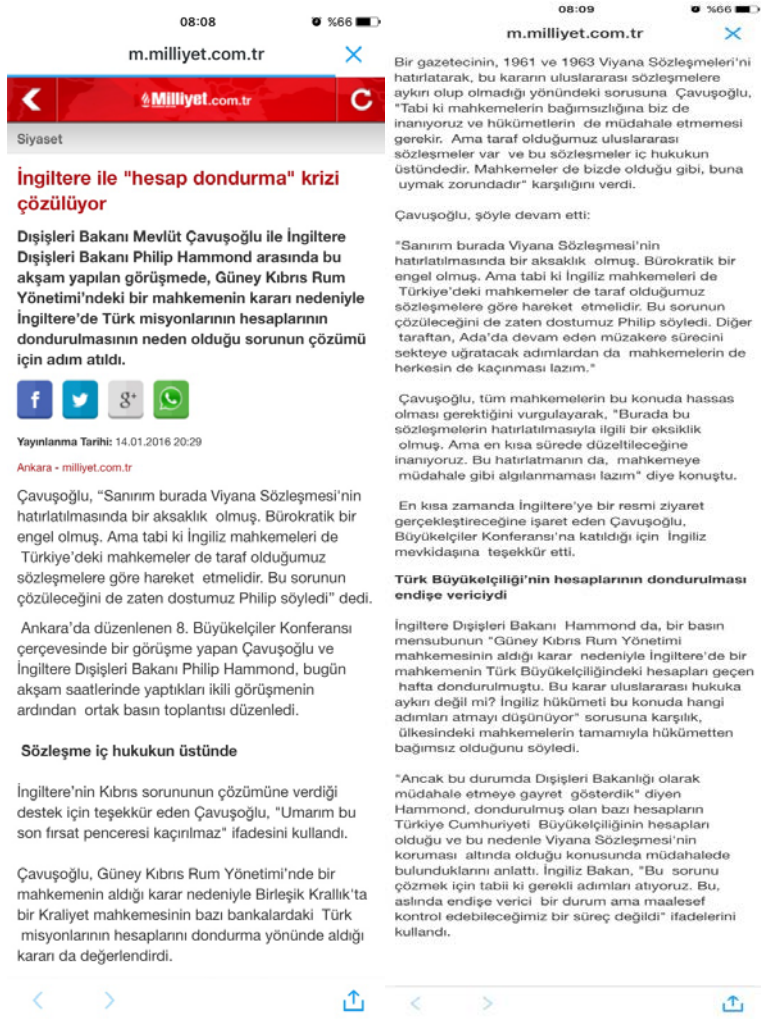 08:08
%66
m.milliyet.com.tr
Milliyet.com.tr
Siyaset
İngiltere ile "hesap dondurma" krizi
çözülüyor
Dışişleri Bakanı Mevlüt Çavuşoğlu ile İngiltere
Dışişleri Bakanı Philip Hammond arasında bu
akşam yapılan görüşmede, Güney Kıbrıs Rum
Yönetimi’ndeki bir mahkemenin kararı nedeniyle
İngiltere’de Türk misyonlarının hesaplarının
dondurulmasının neden olduğu sorunun çözümü
için adım atıldı.
f
g+
Yayınlanma Tarihi: 14.01.2016 20:29
Ankara - milliyet.com.tr
Çavuşoğlu, “Sanırım burada Viyana Sözleşmesi'nin
hatırlatılmasında bir aksaklık olmuş. Bürokratik bir
engel olmuş. Ama tabi ki İngiliz mahkemeleri de
Türkiye'deki mahkemeler de taraf olduğumuz
sözleşmelere göre hareket etmelidir. Bu sorunun
çözüleceğini de zaten dostumuz Philip söyledi” dedi.
Ankara’da düzenlenen 8. Büyükelçiler Konferansı
çerçevesinde bir görüşme yapan Çavuşoğlu ve
İngiltere Dışişleri Bakanı Philip Hammond, bugün
akşam saatlerinde yaptıkları ikili görüşmenin
ardından ortak basın toplantısı düzenledi.
Sözleşme iç hukukun üstünde
İngiltere’nin Kıbrıs sorununun çözümüne verdiği
destek için teşekkür eden Çavuşoğlu, "Umarım bu
son fırsat penceresi kaçırılmaz" ifadesini kullandı.
Çavuşoğlu, Güney Kıbrıs Rum Yönetimi’nde bir
mahkemenin aldığı karar nedeniyle Birleşik Krallık'ta
bir Kraliyet mahkemesinin bazı bankalardaki Türk
misyonlarının hesaplarını dondurma yönünde aldığı
kararı da değerlendirdi.
08:09
%66
m.milliyet.com.tr
Bir gazetecinin, 1961 ve 1963 Viyana Sözleşmeleri'ni
hatırlatarak, bu kararın uluslararası sözleşmelere
aykırı olup olmadığı yönündeki sorusuna Çavuşoğlu,
"Tabi ki mahkemelerin bağımsızlığına biz de
inanıyoruz ve hükümetlerin de müdahale etmemesi
gerekir. Ama taraf olduğumuz uluslararası
sözleşmeler var ve bu sözleşmeler iç hukukun
üstündedir. Mahkemeler de bizde olduğu gibi, buna
uymak zorundadır" karşılığını verdi.
Çavuşoğlu, şöyle devam etti:
"Sanırım burada Viyana Sözleşmesi'nin
hatırlatılmasında bir aksaklık olmuş. Bürokratik bir
engel olmuş. Ama tabi ki İngiliz mahkemeleri de
Türkiye'deki mahkemeler de taraf olduğumuz
sözleşmelere göre hareket etmelidir. Bu sorunun
çözüleceğini de zaten dostumuz Philip söyledi. Diğer
taraftan, Ada'da devam eden müzakere sürecini
sekteye uğratacak adımlardan da mahkemelerin de
herkesin de kaçınması lazım."
Çavuşoğlu, tüm mahkemelerin bu konuda hassas
olması gerektiğini vurgulayarak, "Burada bu
sözleşmelerin hatırlatılmasıyla ilgili bir eksiklik
olmuş. Ama en kısa sürede düzeltileceğine
inanıyoruz. Bu hatırlatmanın da, mahkemeye
müdahale gibi algılanmaması lazım" diye konuştu.
En kısa zamanda İngiltere'ye bir resmi ziyaret
gerçekleştireceğine işaret eden Çavuşoğlu,
Büyükelçiler Konferansı'na katıldığı için İngiliz
mevkidaşına teşekkür etti.
Türk Büyükelçiliği'nin hesaplarının dondurulması
endişe vericiydi
İngiltere Dışişleri Bakanı Hammond da, bir basın
mensubunun "Güney Kıbrıs Rum Yönetimi
mahkemesinin aldığı karar nedeniyle İngiltere'de bir
mahkemenin Türk Büyükelçiliğindeki hesapları geçen
hafta dondurulmuştu. Bu karar uluslararası hukuka
aykırı değil mi? İngiliz hükümeti bu konuda hangi
adımları atmayı düşünüyor" sorusuna karşılık,
ülkesindeki mahkemelerin tamamıyla hükümetten
bağımsız olduğunu söyledi.
"Ancak bu durumda Dışişleri Bakanlığı olarak
müdahale etmeye gayret gösterdik" diyen
Hammond, dondurulmuş olan bazı hesapların
Türkiye Cumhuriyeti Büyükelçiliğinin hesapları
olduğu ve bu nedenle Viyana Sözleşmesi'nin
koruması altında olduğu konusunda müdahalede
bulunduklarını anlattı. İngiliz Bakan, "Bu sorunu
çözmek için tabii ki gerekli adımları atıyoruz. Bu,
aslında endişe verici bir durum ama maalesef
kontrol edebileceğimiz bir süreç değildi" ifadelerini
kullandı.